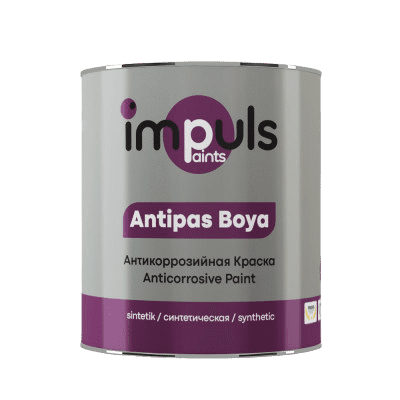 impuls
paints
Antipas Boya
Антикоррозийная Краска
Anticorrosive Paint
sintetik / синтетическая / synthetic